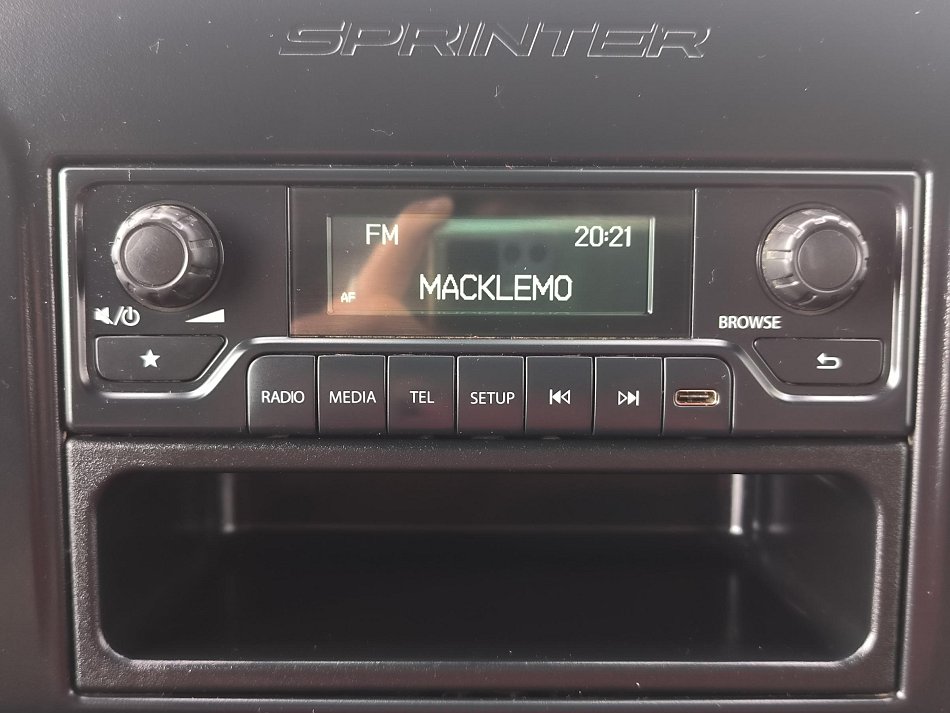 SPRINTER
FM 20:21
AF MACKLEMO
BROWSE
RADIO MEDIA TEL SETUP